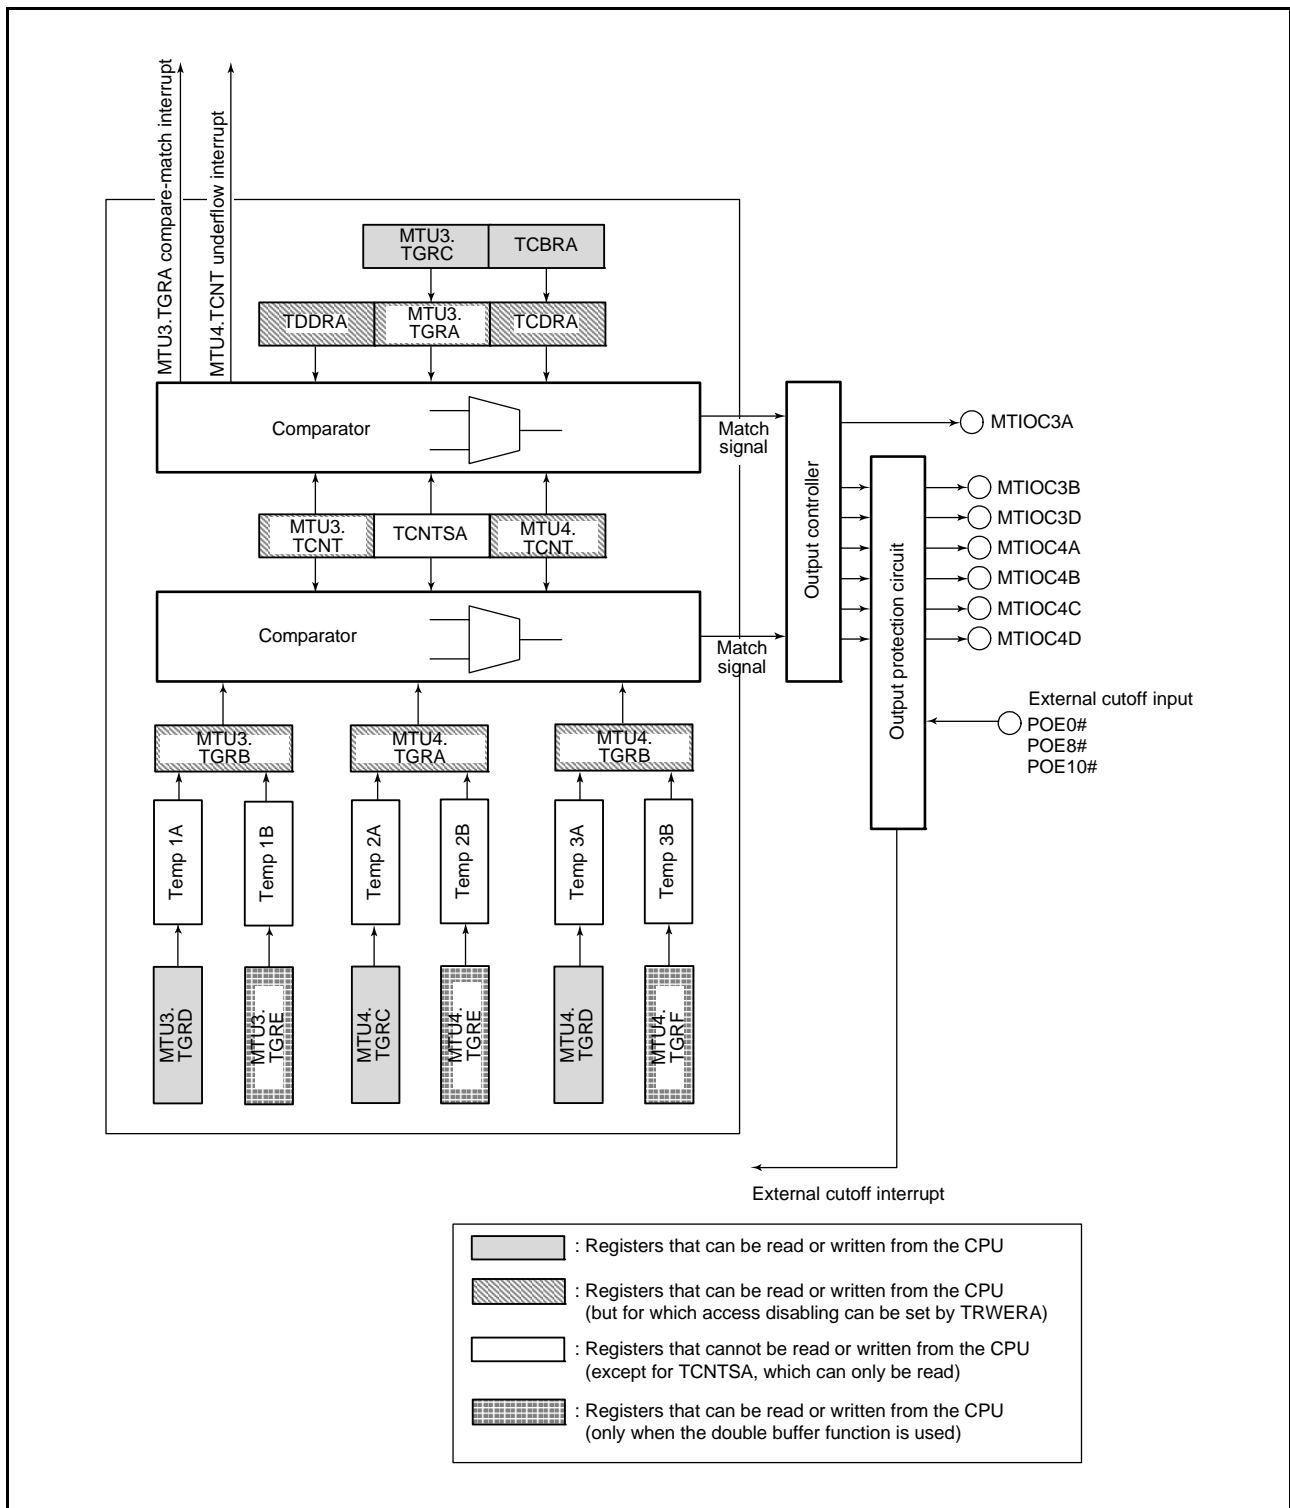 MTU3.TGRA compare-match interrupt
MTU4.TCNT underflow interrupt
MTU3.
TGRC
TCBRA
TDDRA
MTU3.
TGRA
TCDRA
Comparator
Match
signal
MTU3.
TCNT
TCNTSA
MTU4.
TCNT
Comparator
Match
signal
Output controller
Output protection circuit
MTIOC3A
MTIOC3B
MTIOC3D
MTIOC4A
MTIOC4B
MTIOC4C
MTIOC4D
External cutoff input
POE0#
POE8#
POE10#
MTU3.
TGRB
MTU4.
TGRA
MTU4.
TGRB
Temp 1A
Temp 1B
Temp 2A
Temp 2B
Temp 3A
Temp 3B
MTU3.
TGRD
MTU3.
TGRE
MTU4.
TGRC
MTU4.
TGRE
MTU4.
TGRD
MTU4.
TGRF
External cutoff interrupt
: Registers that can be read or written from the CPU
: Registers that can be read or written from the CPU
(but for which access disabling can be set by TRWERA)
: Registers that cannot be read or written from the CPU
(except for TCNTSA, which can only be read)
: Registers that can be read or written from the CPU
(only when the double buffer function is used)